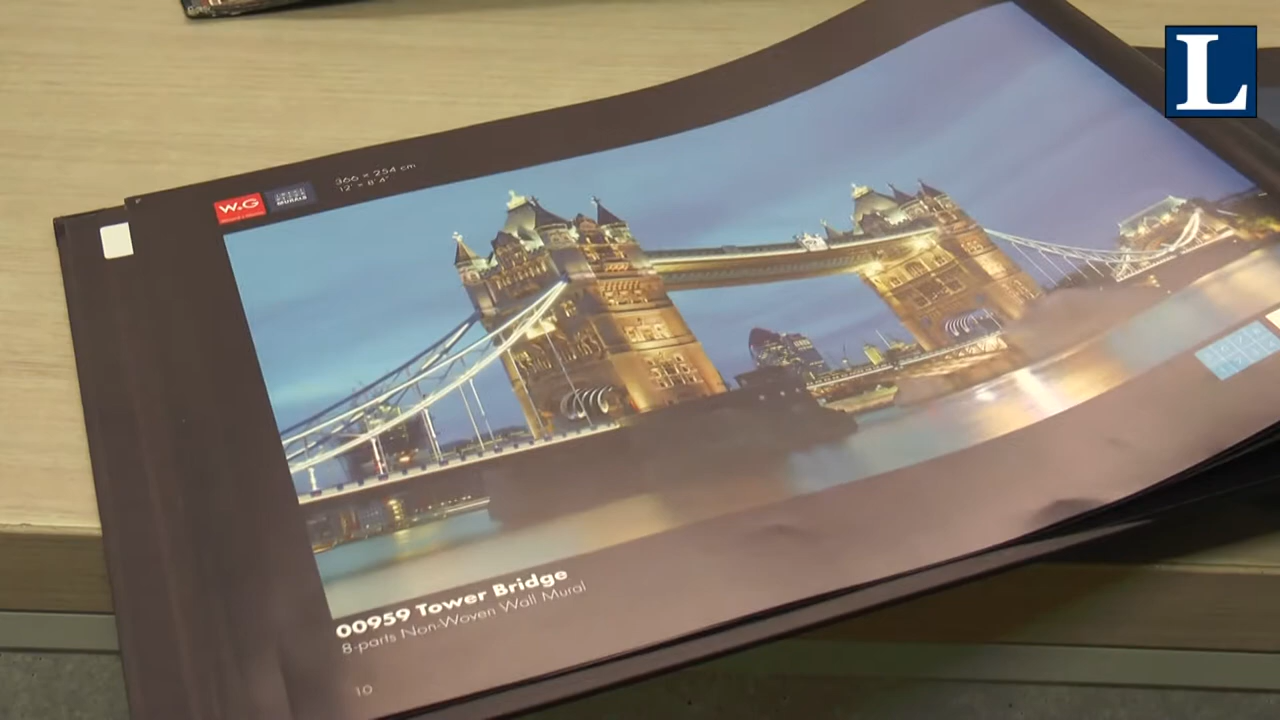 L
W+G
366 × 254 cm
12' × 8'4"
00959 Tower Bridge
8-parts Non-Woven Wall Mural
10